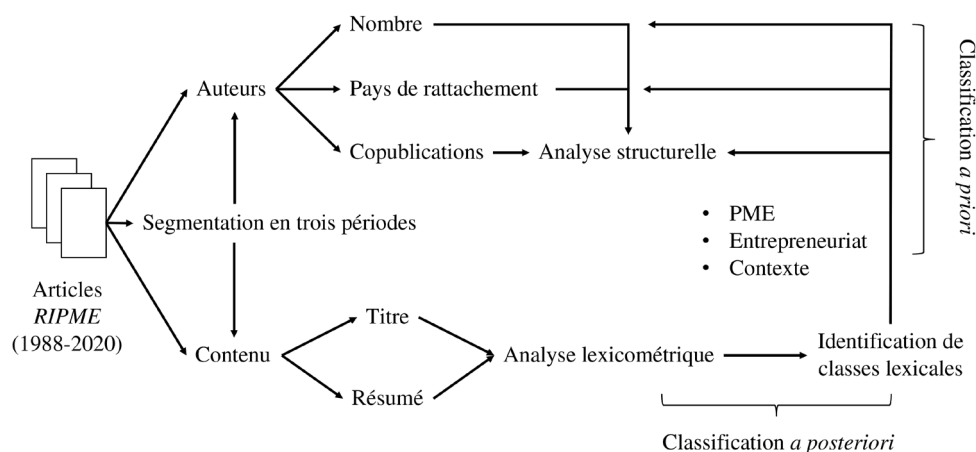 Nombre
Auteurs
Pays de rattachement
Copublications
Analyse structurelle
Classification a priori
Segmentation en trois périodes
• PME
• Entrepreneuriat
• Contexte
Articles
RIPME
(1988-2020)
Contenu
Titre
Résumé
Analyse lexicométrique
Identification de
classes lexicales
Classification a posteriori